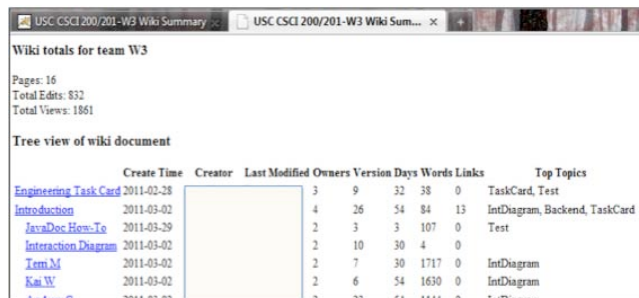 USC CSCI 200/201-W3 Wiki Summary
USC CSCI 200/201-W3 Wiki Sum... ×
Wiki totals for team W3
Pages: 16
Total Edits: 832
Total Views: 1861
Tree view of wiki document
Create Time Creator Last Modified Owners Version Days Words Links Top Topics
Engineering Task Card 2011-02-28 3 9 32 38 0 TaskCard, Test
Introduction 2011-03-02 4 26 54 84 13 IntDiagram, Backend, TaskCard
JavaDoc How-To 2011-03-29 2 3 3 107 0 Test
Interaction Diagram 2011-03-02 2 10 30 4 0
Terri M 2011-03-02 2 7 30 1717 0 IntDiagram
Kai W 2011-03-02 2 6 54 1630 0 IntDiagram